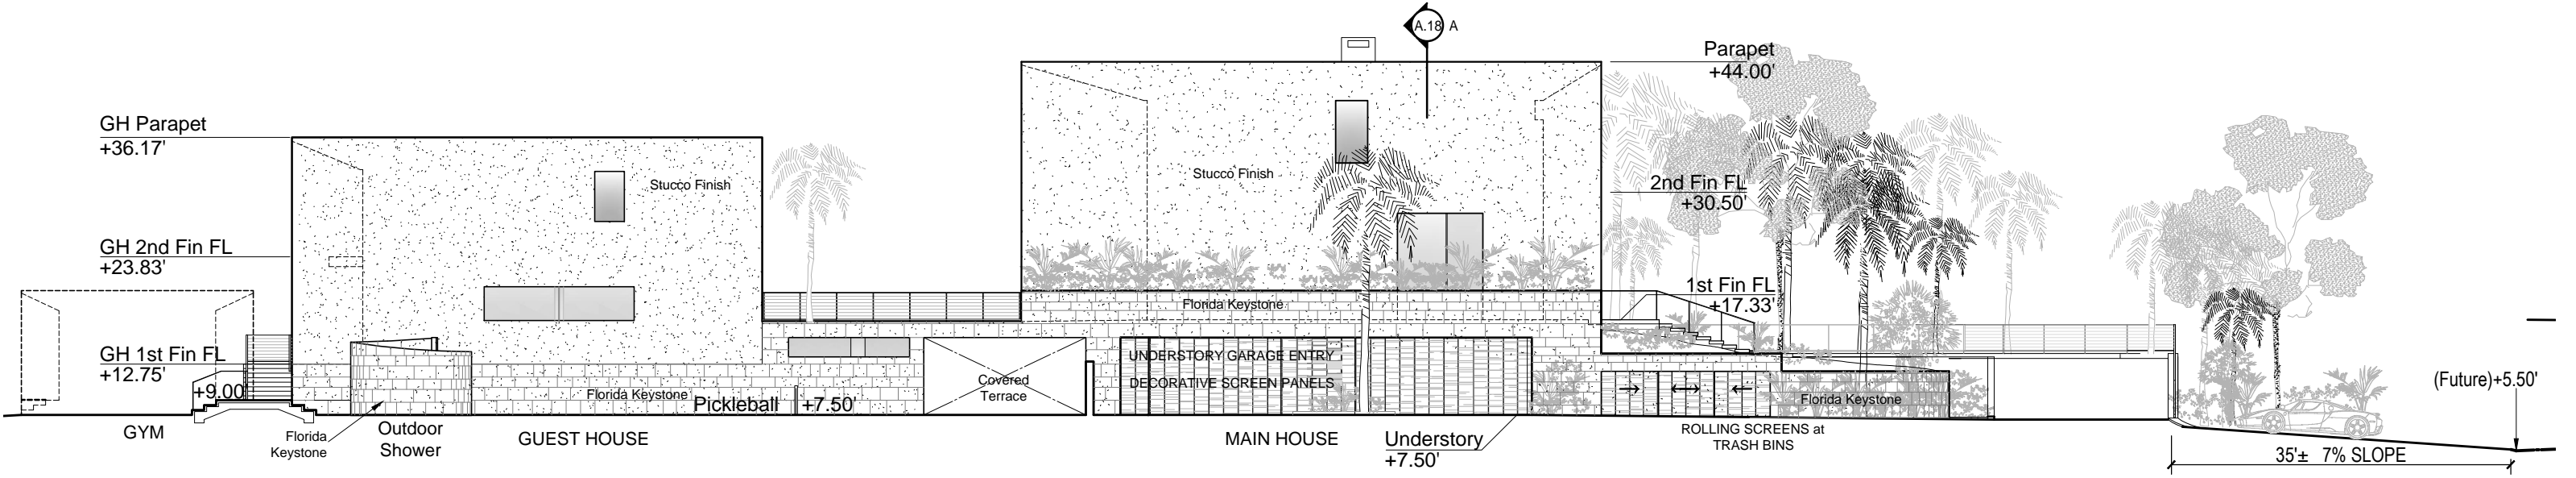 A.18 A
Parapet
+44.00'
GH Parapet
+36.17'
Stucco Finish
Stucco Finish
2nd Fin FL
+30.50'
GH 2nd Fin FL
+23.83'
1st Fin FL
+17.33'
Florida Keystone
GH 1st Fin FL
+12.75'
+9.00'
UNDERSTORY GARAGE ENTRY
DECORATIVE SCREEN PANELS
Covered
Terrace
Florida Keystone
Pickleball
+7.50'
Florida Keystone
(Future)+5.50'
GYM
Florida
Keystone
Outdoor
Shower
GUEST HOUSE
MAIN HOUSE
Understory
+7.50'
ROLLING SCREENS at
TRASH BINS
35'± 7% SLOPE